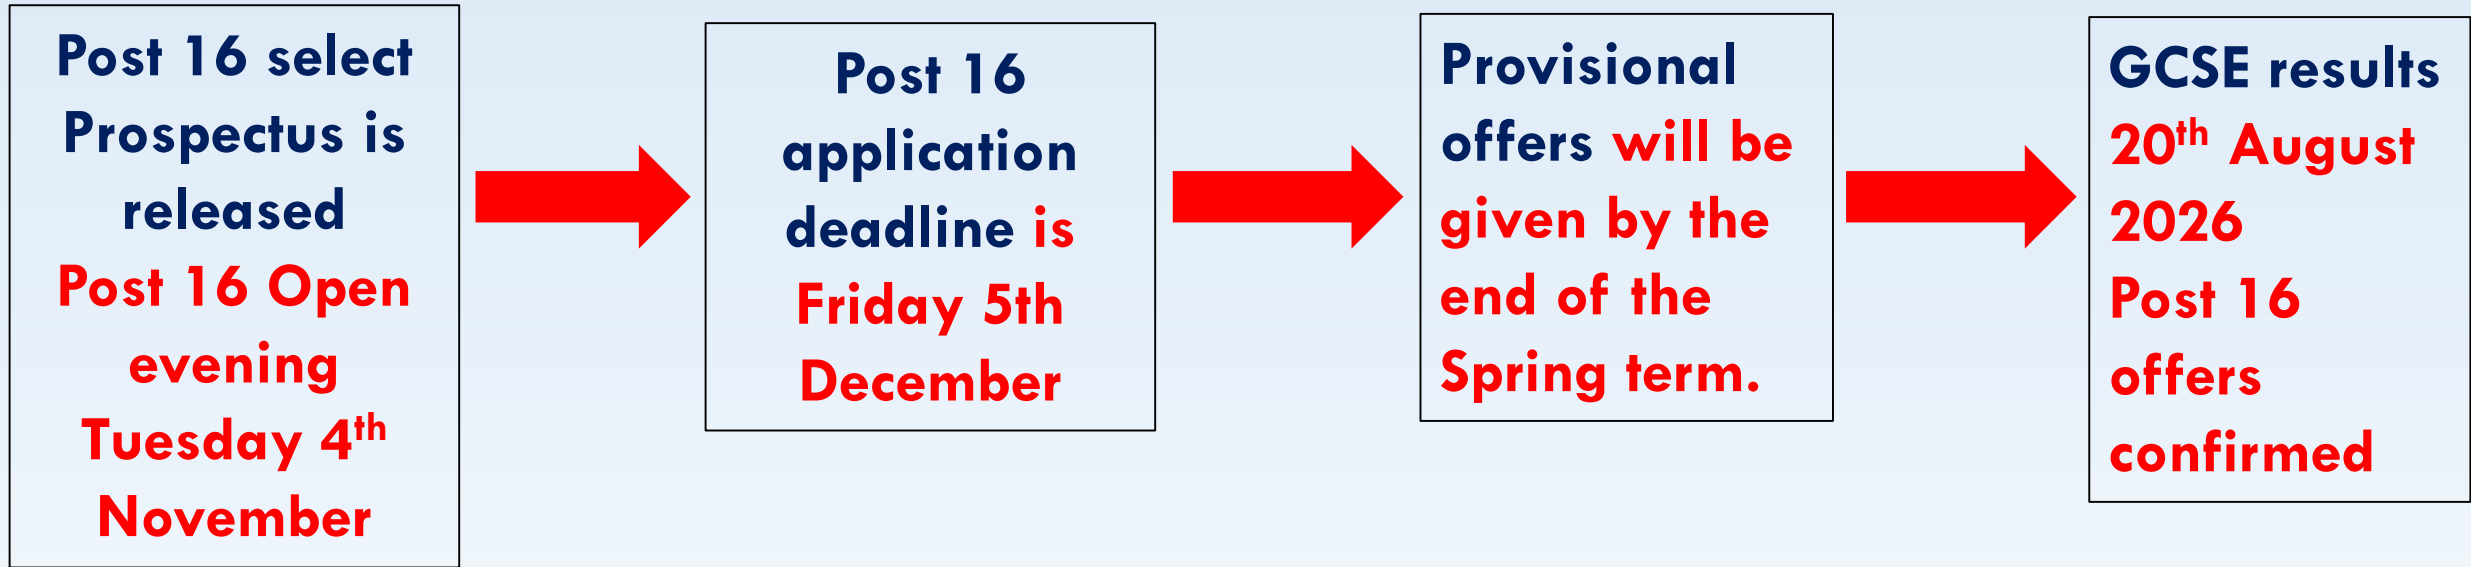 Post 16 select
Prospectus is
released
Post 16 Open
evening
Tuesday 4th
November
Post 16
application
deadline is
Friday 5th
December
Provisional
offers will be
given by the
end of the
Spring term.
GCSE results
20th August
2026
Post 16
offers
confirmed